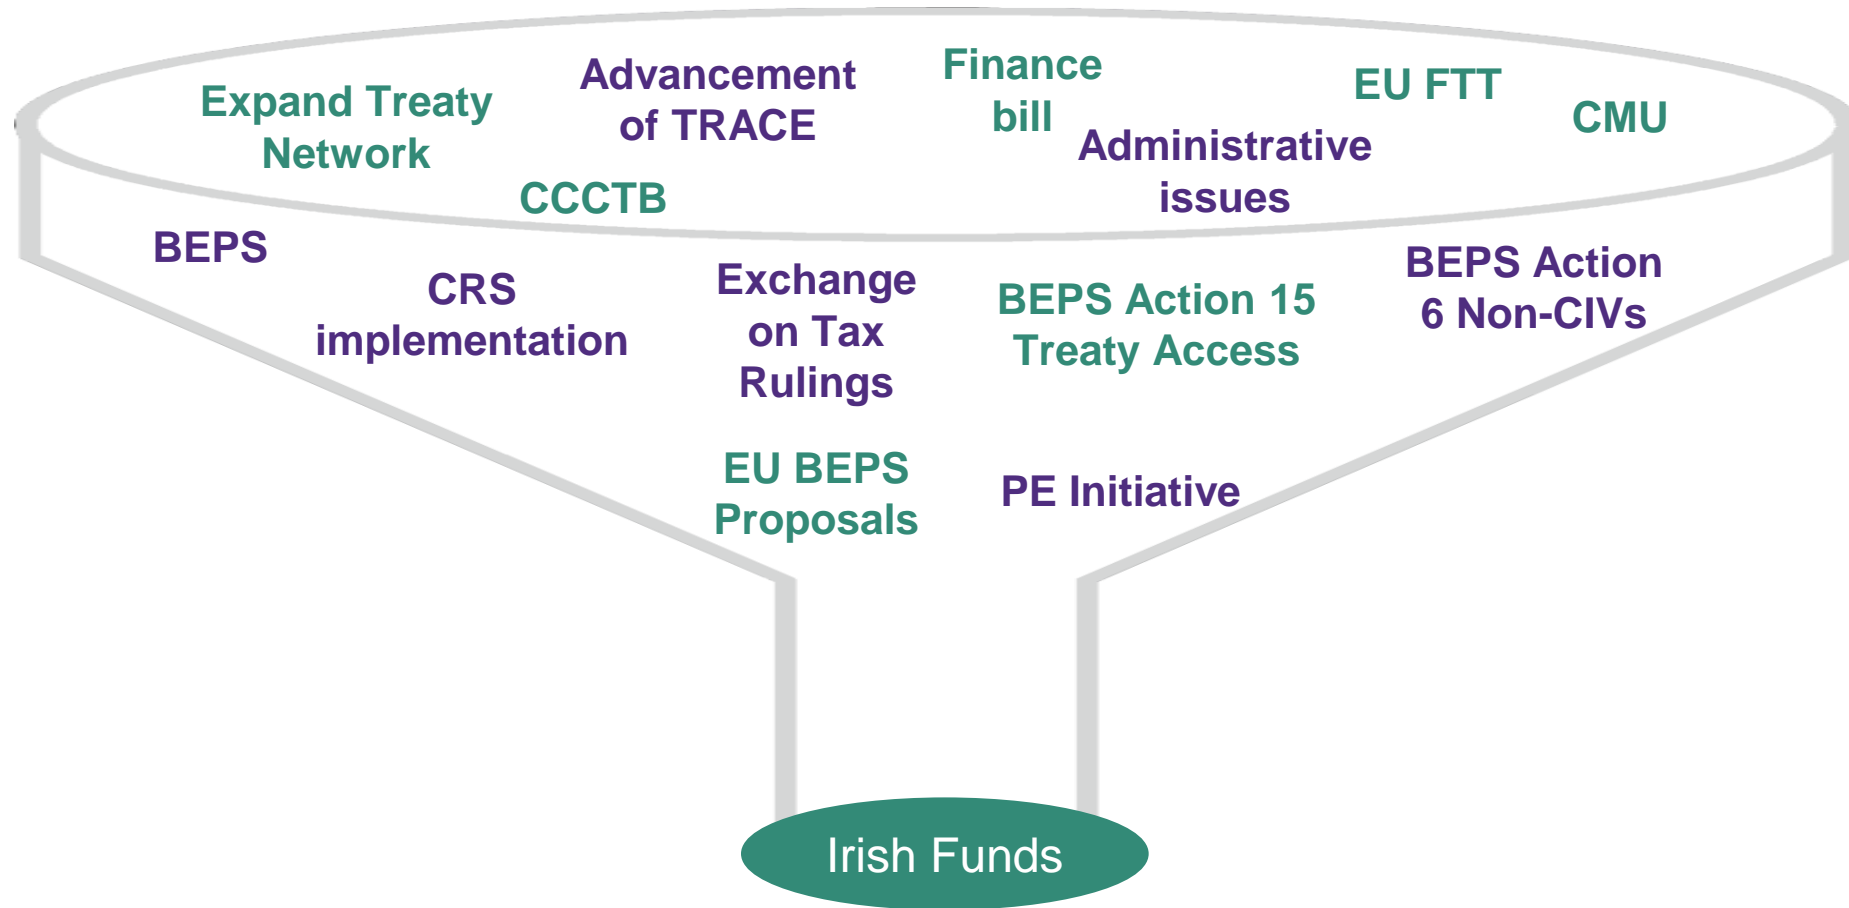 Expand Treaty
Network
Advancement
of TRACE
Finance
bill
EU FTT
CMU
Administrative
issues
CCCTB
BEPS
CRS
implementation
Exchange
on Tax
Rulings
BEPS Action 15
Treaty Access
BEPS Action
6 Non-CIVs
EU BEPS
Proposals
PE Initiative
Irish Funds